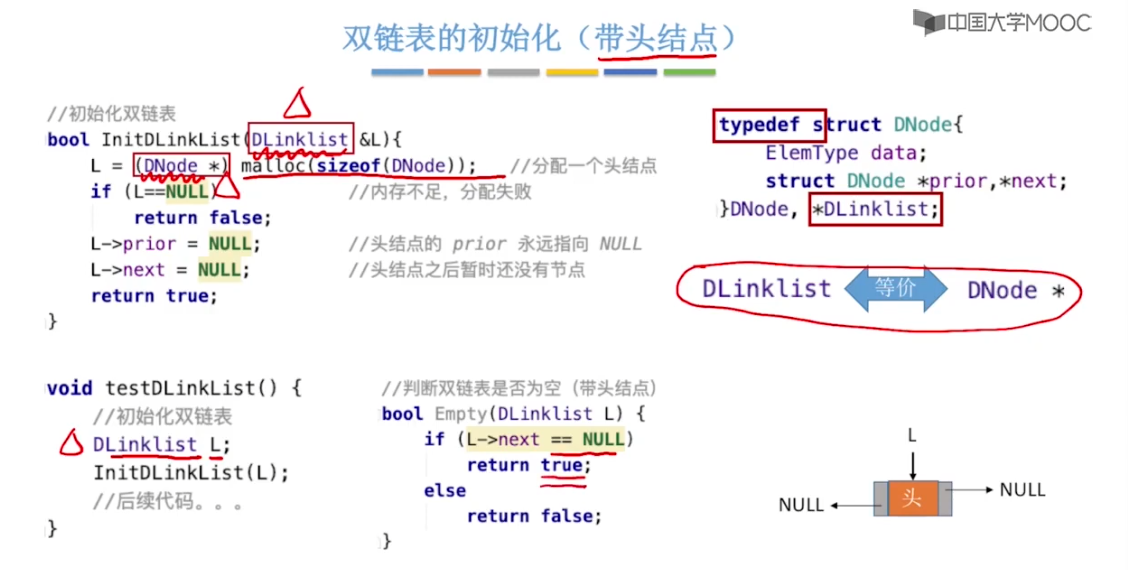 中国大学MOOC
双链表的初始化（带头结点）
//初始化双链表
bool InitDLinkList(DLinklist &L){
L = (DNode *) malloc(sizeof(DNode)); //分配一个头结点
if (L==NULL) //内存不足，分配失败
return false;
L->prior = NULL; //头结点的 prior 永远指向 NULL
L->next = NULL; //头结点之后暂时还没有节点
return true;
}
typedef struct DNode{
ElemType data;
struct DNode *prior,*next;
}DNode, *DLinklist;
DLinklist 等价 DNode *
void testDLinkList() {
//初始化双链表
DLinklist L;
InitDLinkList(L);
//后续代码。。。
}
//判断双链表是否为空（带头结点）
bool Empty(DLinklist L) {
if (L->next == NULL)
return true;
else
return false;
}
L
NULL 头 NULL